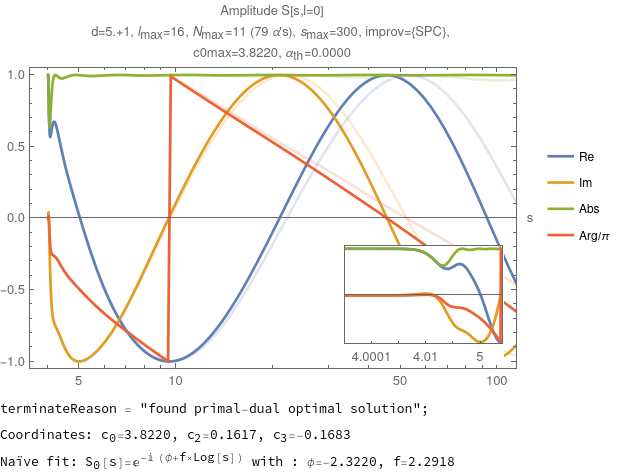 Amplitude S[s,l=0]
d=5.+1, lmax=16, Nmax=11 (79 α's), smax=300, improv={SPC},
c0max=3.8220, αth=0.0000
1.0
0.5
0.0
−0.5
−1.0
5
10
50
100
s
Re
Im
Abs
Arg/π
4.0001
4.01
5
terminateReason = "found primal-dual optimal solution";
Coordinates: c0=3.8220, c2=0.1617, c3=-0.1683
Naïve fit: S0[s]=e^-i (ϕ+f×Log[s]) with : ϕ=-2.3220, f=2.2918